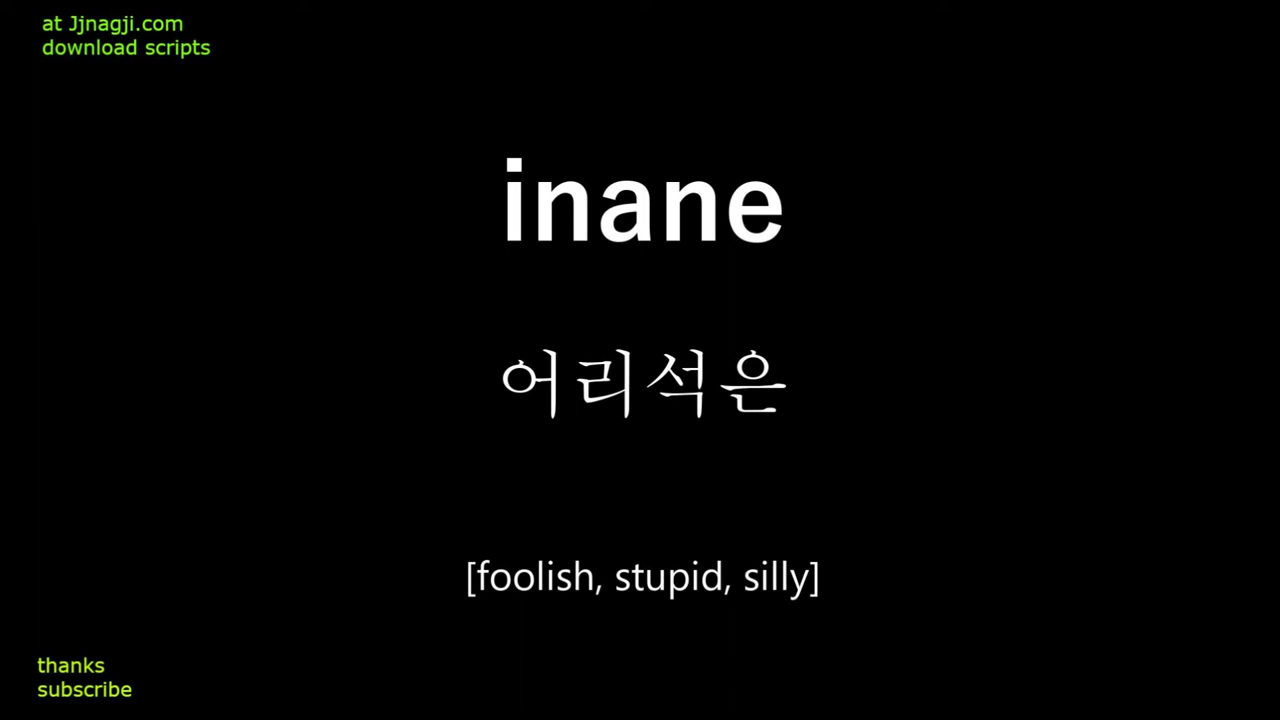 at Jjnagji.com
download scripts
inane
어리석은
[foolish, stupid, silly]
thanks
subscribe